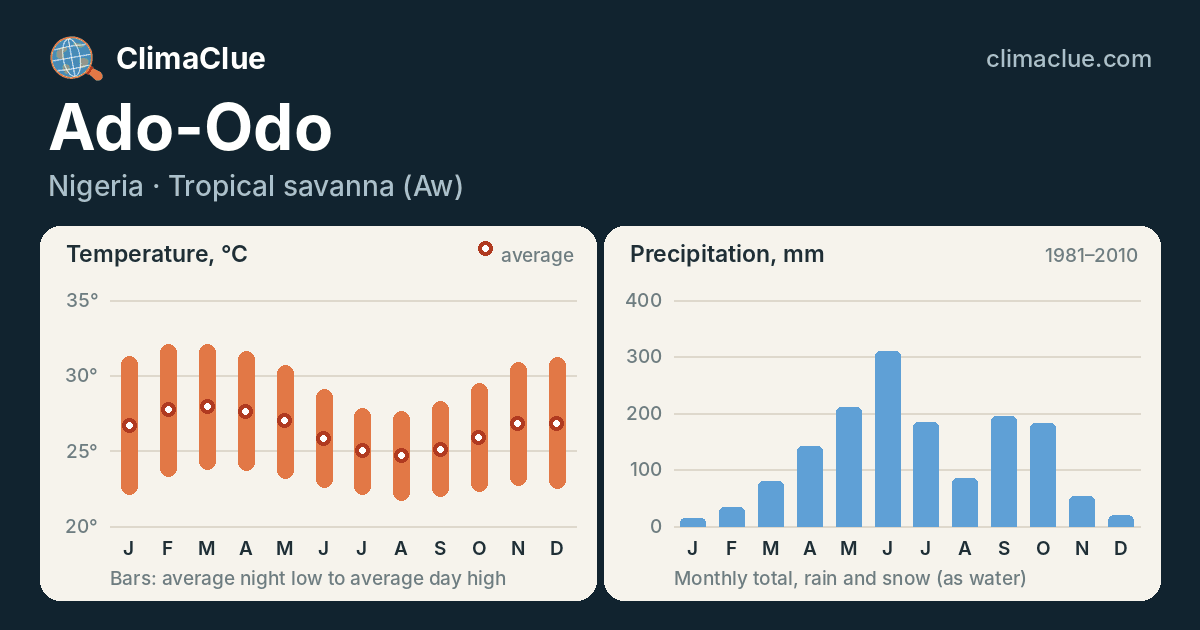 ClimaClue
climaclue.com
Ado-Odo
Nigeria · Tropical savanna (Aw)
Temperature, °C
average
35°
30°
25°
20°
J F M A M J J A S O N D
Bars: average night low to average day high
Precipitation, mm
1981–2010
400
300
200
100
0
J F M A M J J A S O N D
Monthly total, rain and snow (as water)